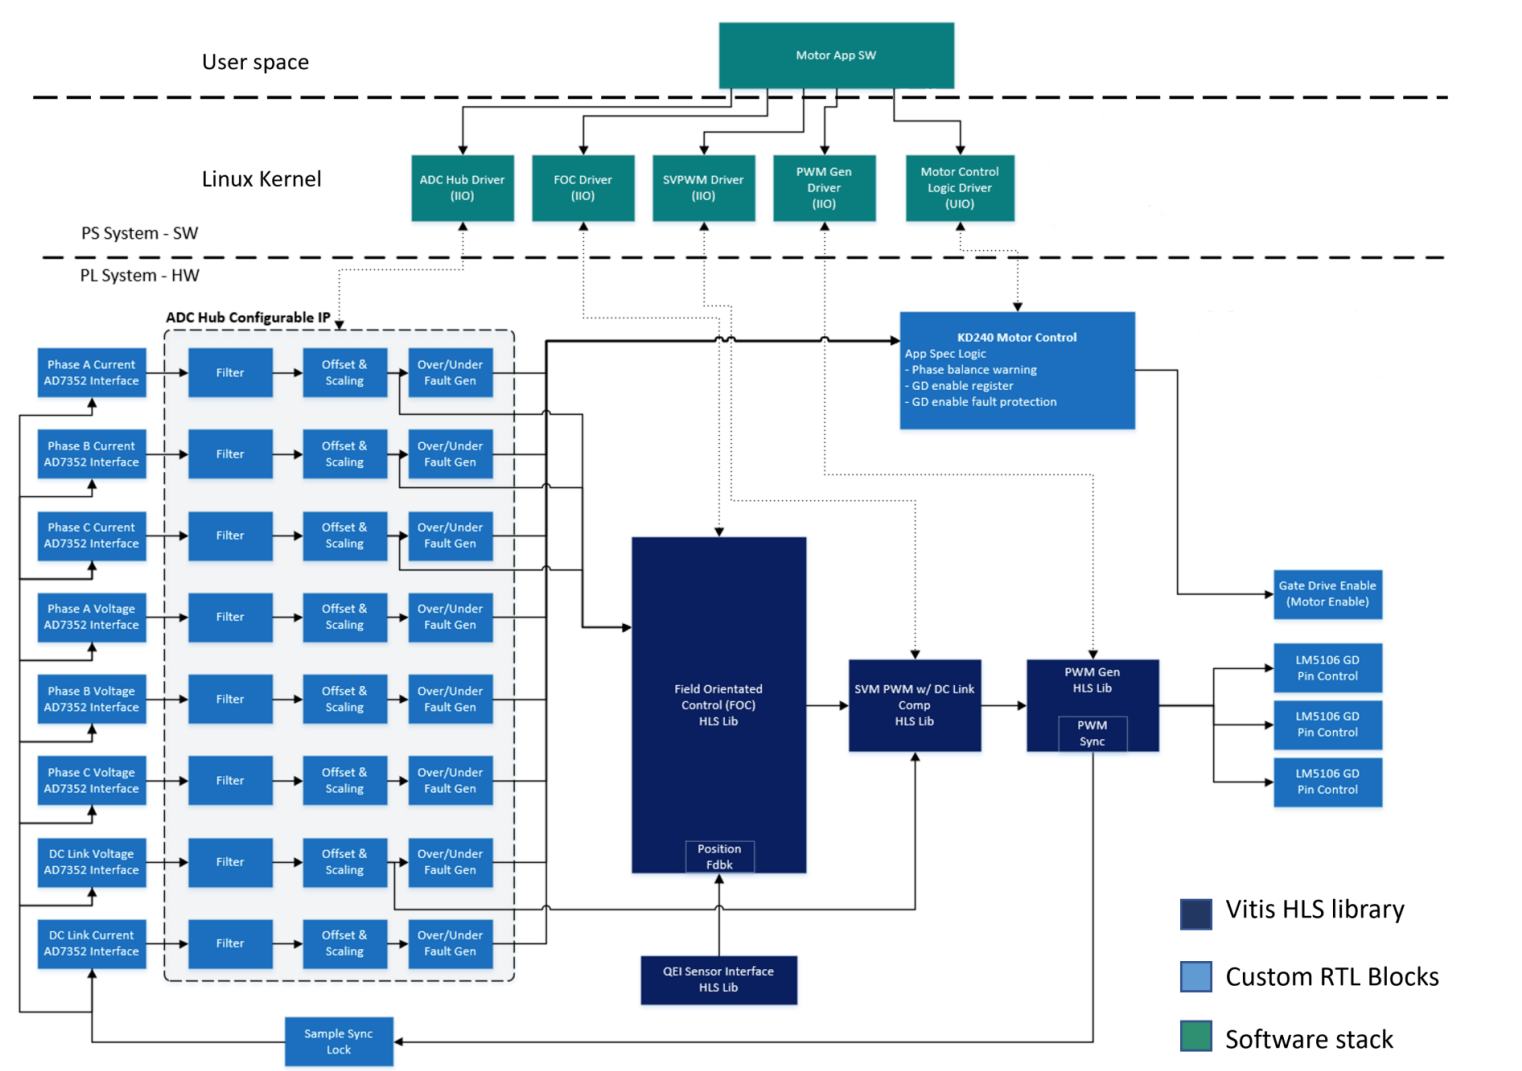 Motor App SW
User space
ADC Hub Driver
(IIO)
FOC Driver
(IIO)
SVPWM Driver
(IIO)
PWM Gen
Driver
(IIO)
Motor Control
Logic Driver
(UIO)
Linux Kernel
PS System - SW
PL System - HW
ADC Hub Configurable IP
KD240 Motor Control
App Spec Logic
- Phase balance warning
- GD enable register
- GD enable fault protection
Phase A Current
AD7352 Interface
Filter
Offset &
Scaling
Over/Under
Fault Gen
Phase B Current
AD7352 Interface
Filter
Offset &
Scaling
Over/Under
Fault Gen
Phase C Current
AD7352 Interface
Filter
Offset &
Scaling
Over/Under
Fault Gen
Phase A Voltage
AD7352 Interface
Filter
Offset &
Scaling
Over/Under
Fault Gen
Phase B Voltage
AD7352 Interface
Filter
Offset &
Scaling
Over/Under
Fault Gen
Phase C Voltage
AD7352 Interface
Filter
Offset &
Scaling
Over/Under
Fault Gen
DC Link Voltage
AD7352 Interface
Filter
Offset &
Scaling
Over/Under
Fault Gen
DC Link Current
AD7352 Interface
Filter
Offset &
Scaling
Over/Under
Fault Gen
Field Orientated
Control (FOC)
HLS Lib
Position
Fdbk
SVM PWM w/ DC Link
Comp
HLS Lib
PWM Gen
HLS Lib
PWM
Sync
Gate Drive Enable
(Motor Enable)
LM5106 GD
Pin Control
LM5106 GD
Pin Control
LM5106 GD
Pin Control
QEI Sensor Interface
HLS Lib
Sample Sync
Lock
Vitis HLS library
Custom RTL Blocks
Software stack